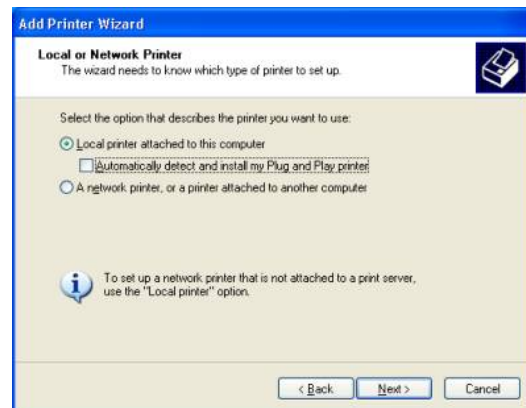 Add Printer Wizard
Local or Network Printer
The wizard needs to know which type of printer to set up.
Select the option that describes the printer you want to use:
Local printer attached to this computer
Automatically detect and install my Plug and Play printer
A network printer, or a printer attached to another computer
To set up a network printer that is not attached to a print server,
use the "Local printer" option.
< Back Next > Cancel